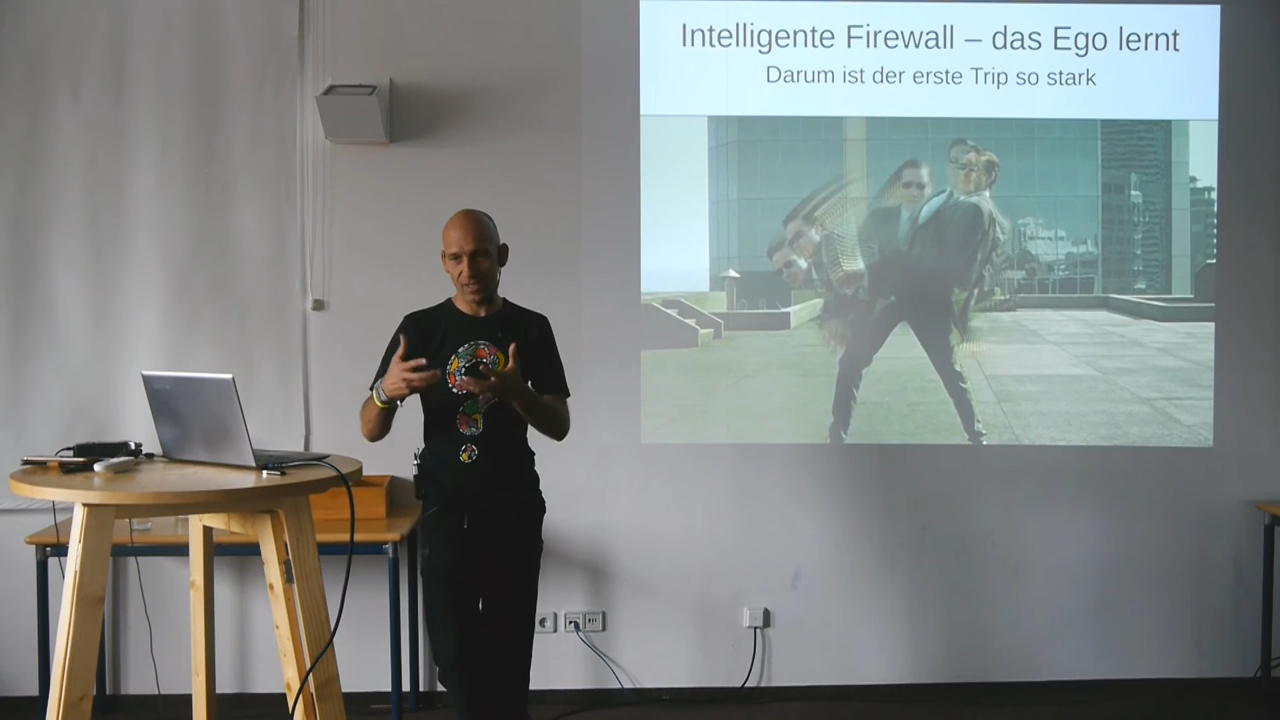 Intelligente Firewall – das Ego lernt
Darum ist der erste Trip so stark